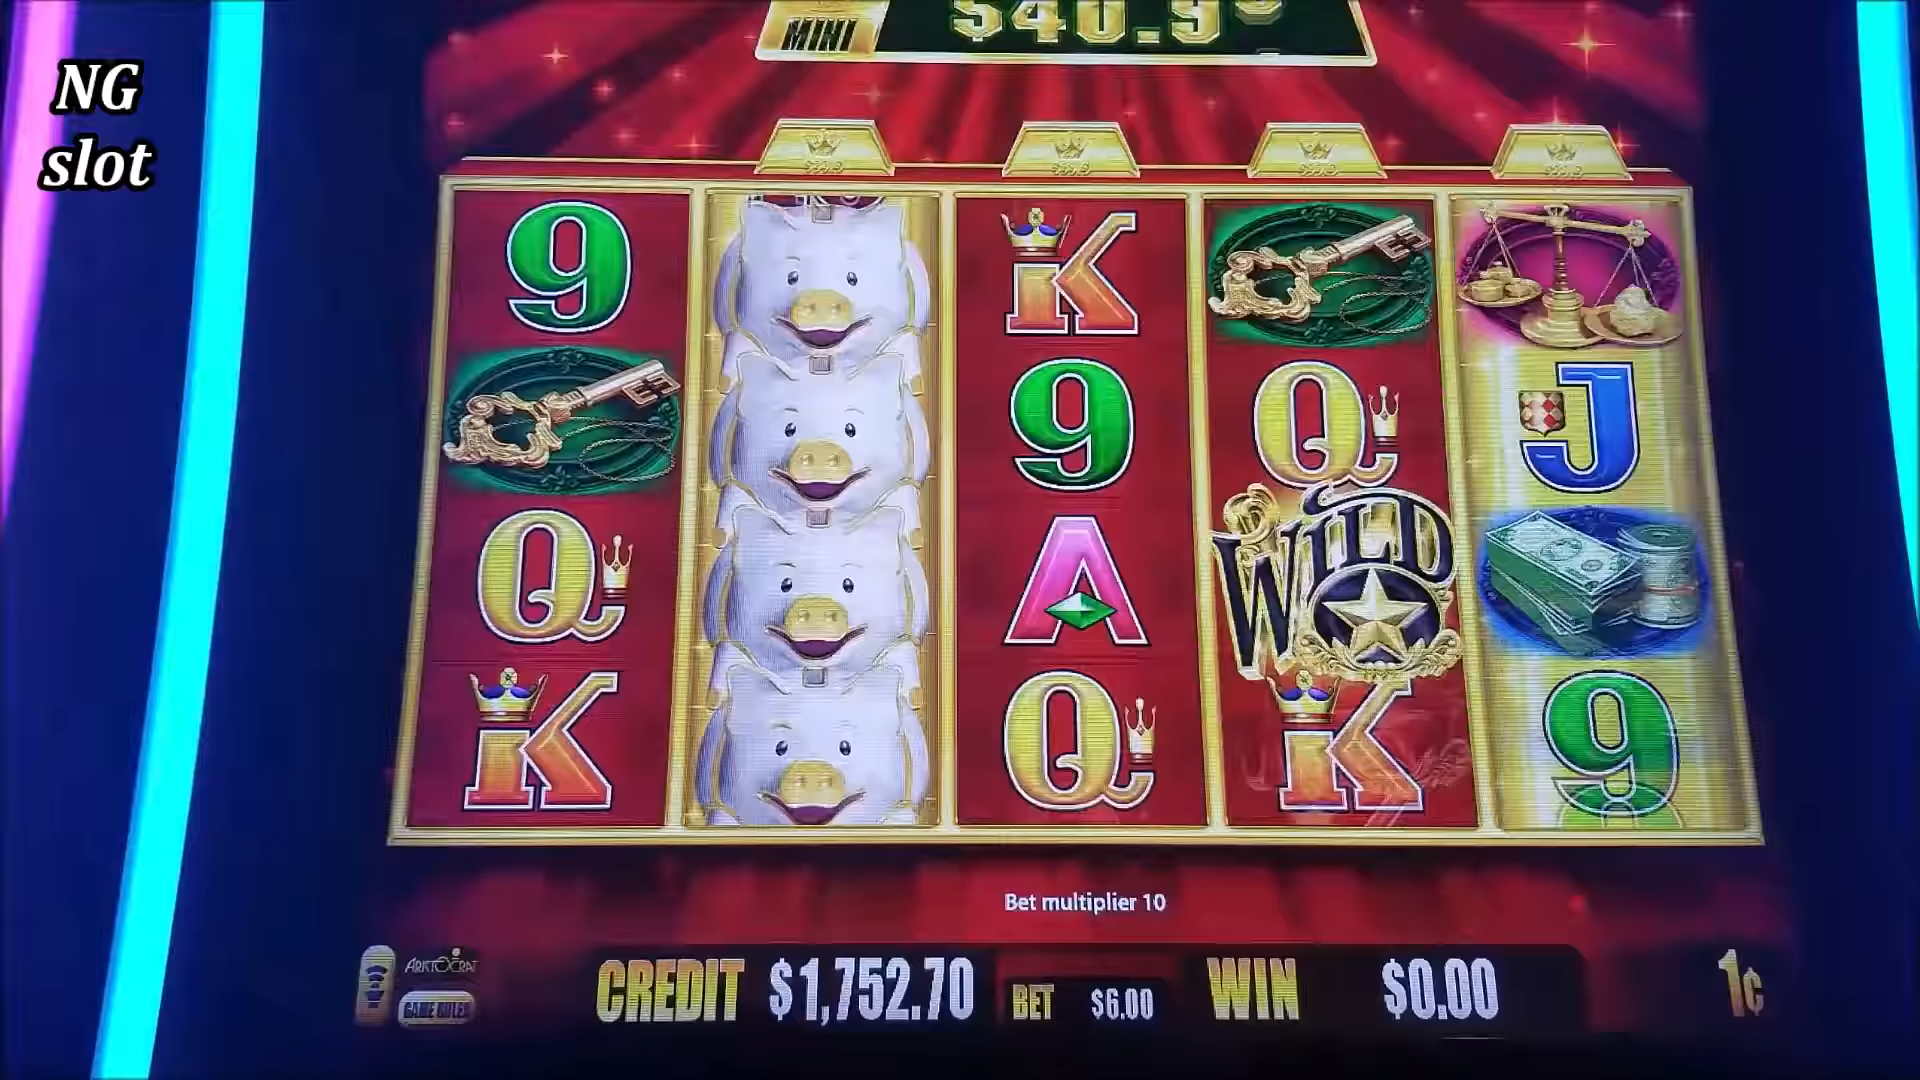 NG
slot
MINI
9
K
9
J
Q
Q
WILD
A
K
Q
K
9
Bet multiplier 10
ARISTOCRAT
GAME RULES
CREDIT $1,752.70 BET $6.00 WIN $0.00 1¢